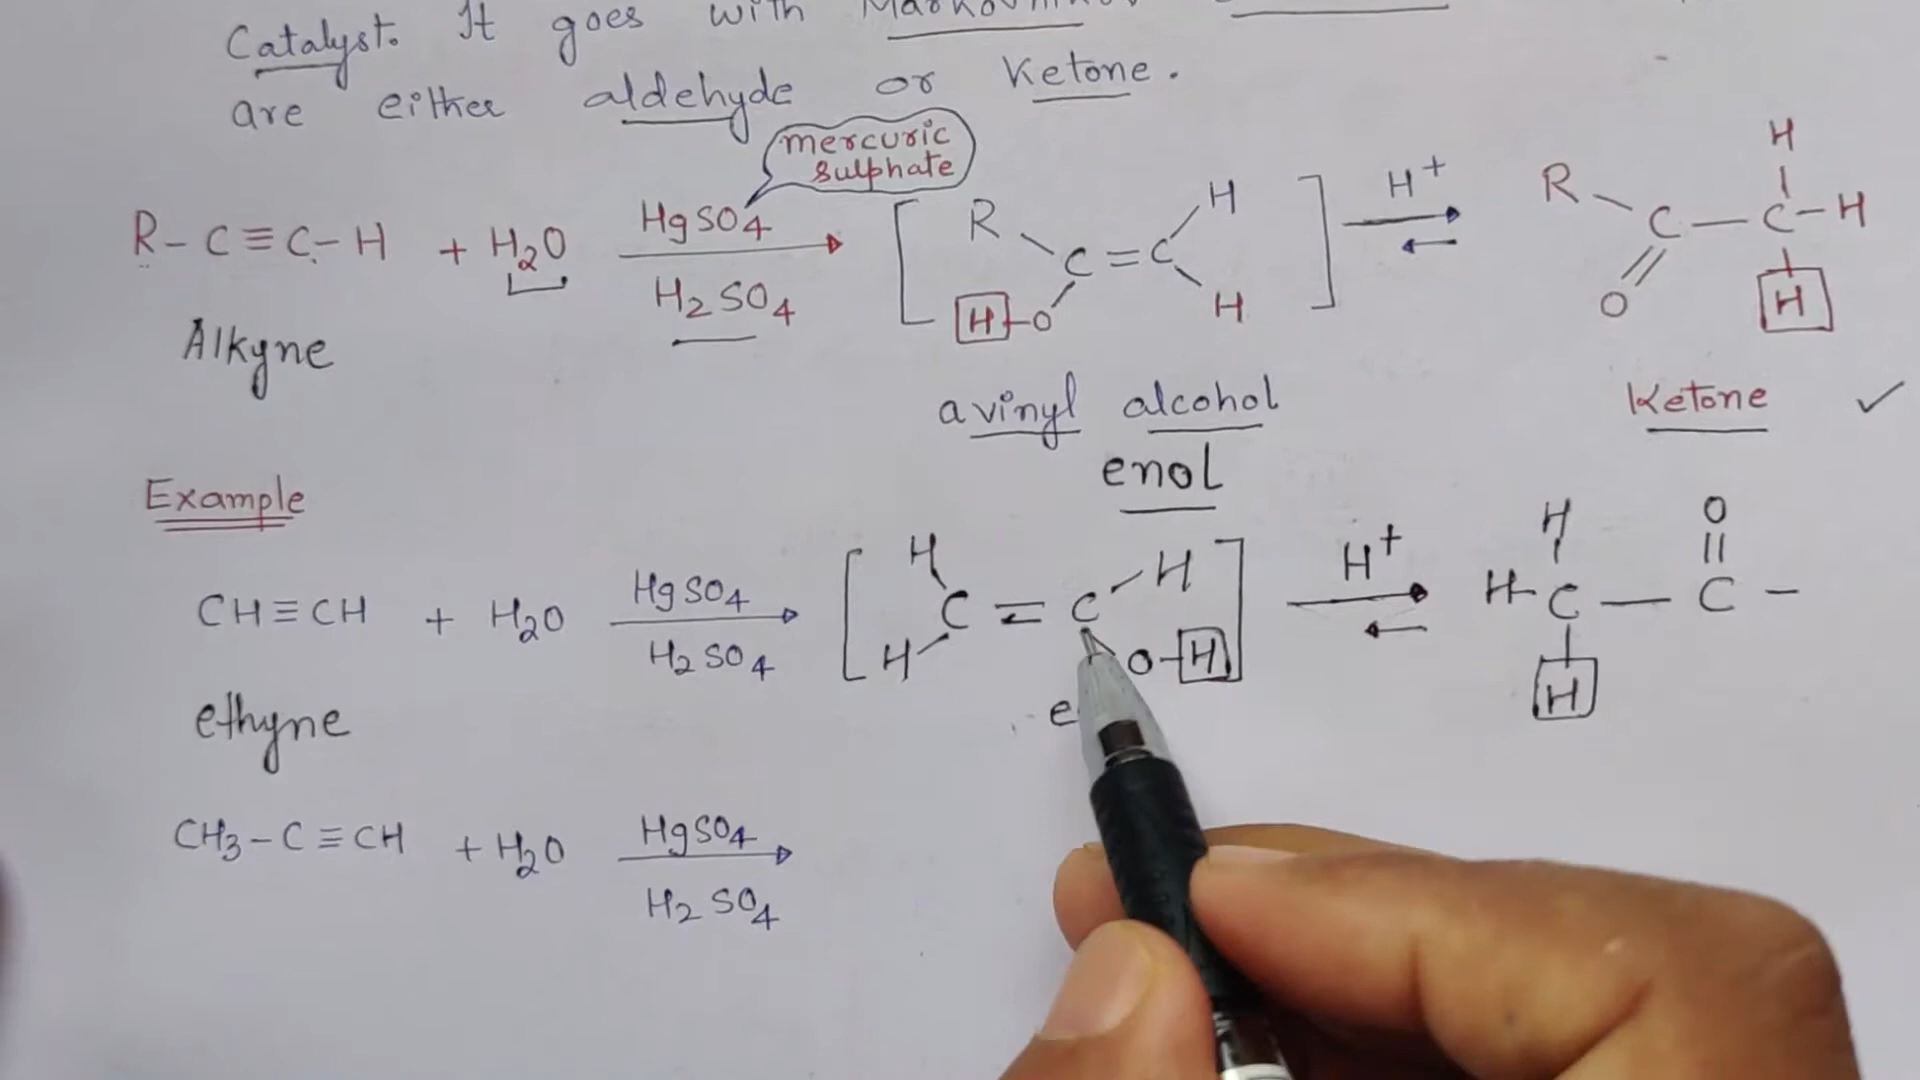 Catalyst. It goes with
are either aldehyde or Ketone.
mercuric
sulphate
R-C≡C-H + H2O HgSO4 H2SO4 [ R C=C H H H-O ] H+ R C-C-H H H O
Alkyne
a vinyl alcohol
enol
Ketone ✓
Example
CH≡CH + H2O HgSO4 H2SO4 [ H H C=C H O-H ] H+ H H-C-C- O H
ethyne
CH3-C≡CH + H2O HgSO4 H2SO4